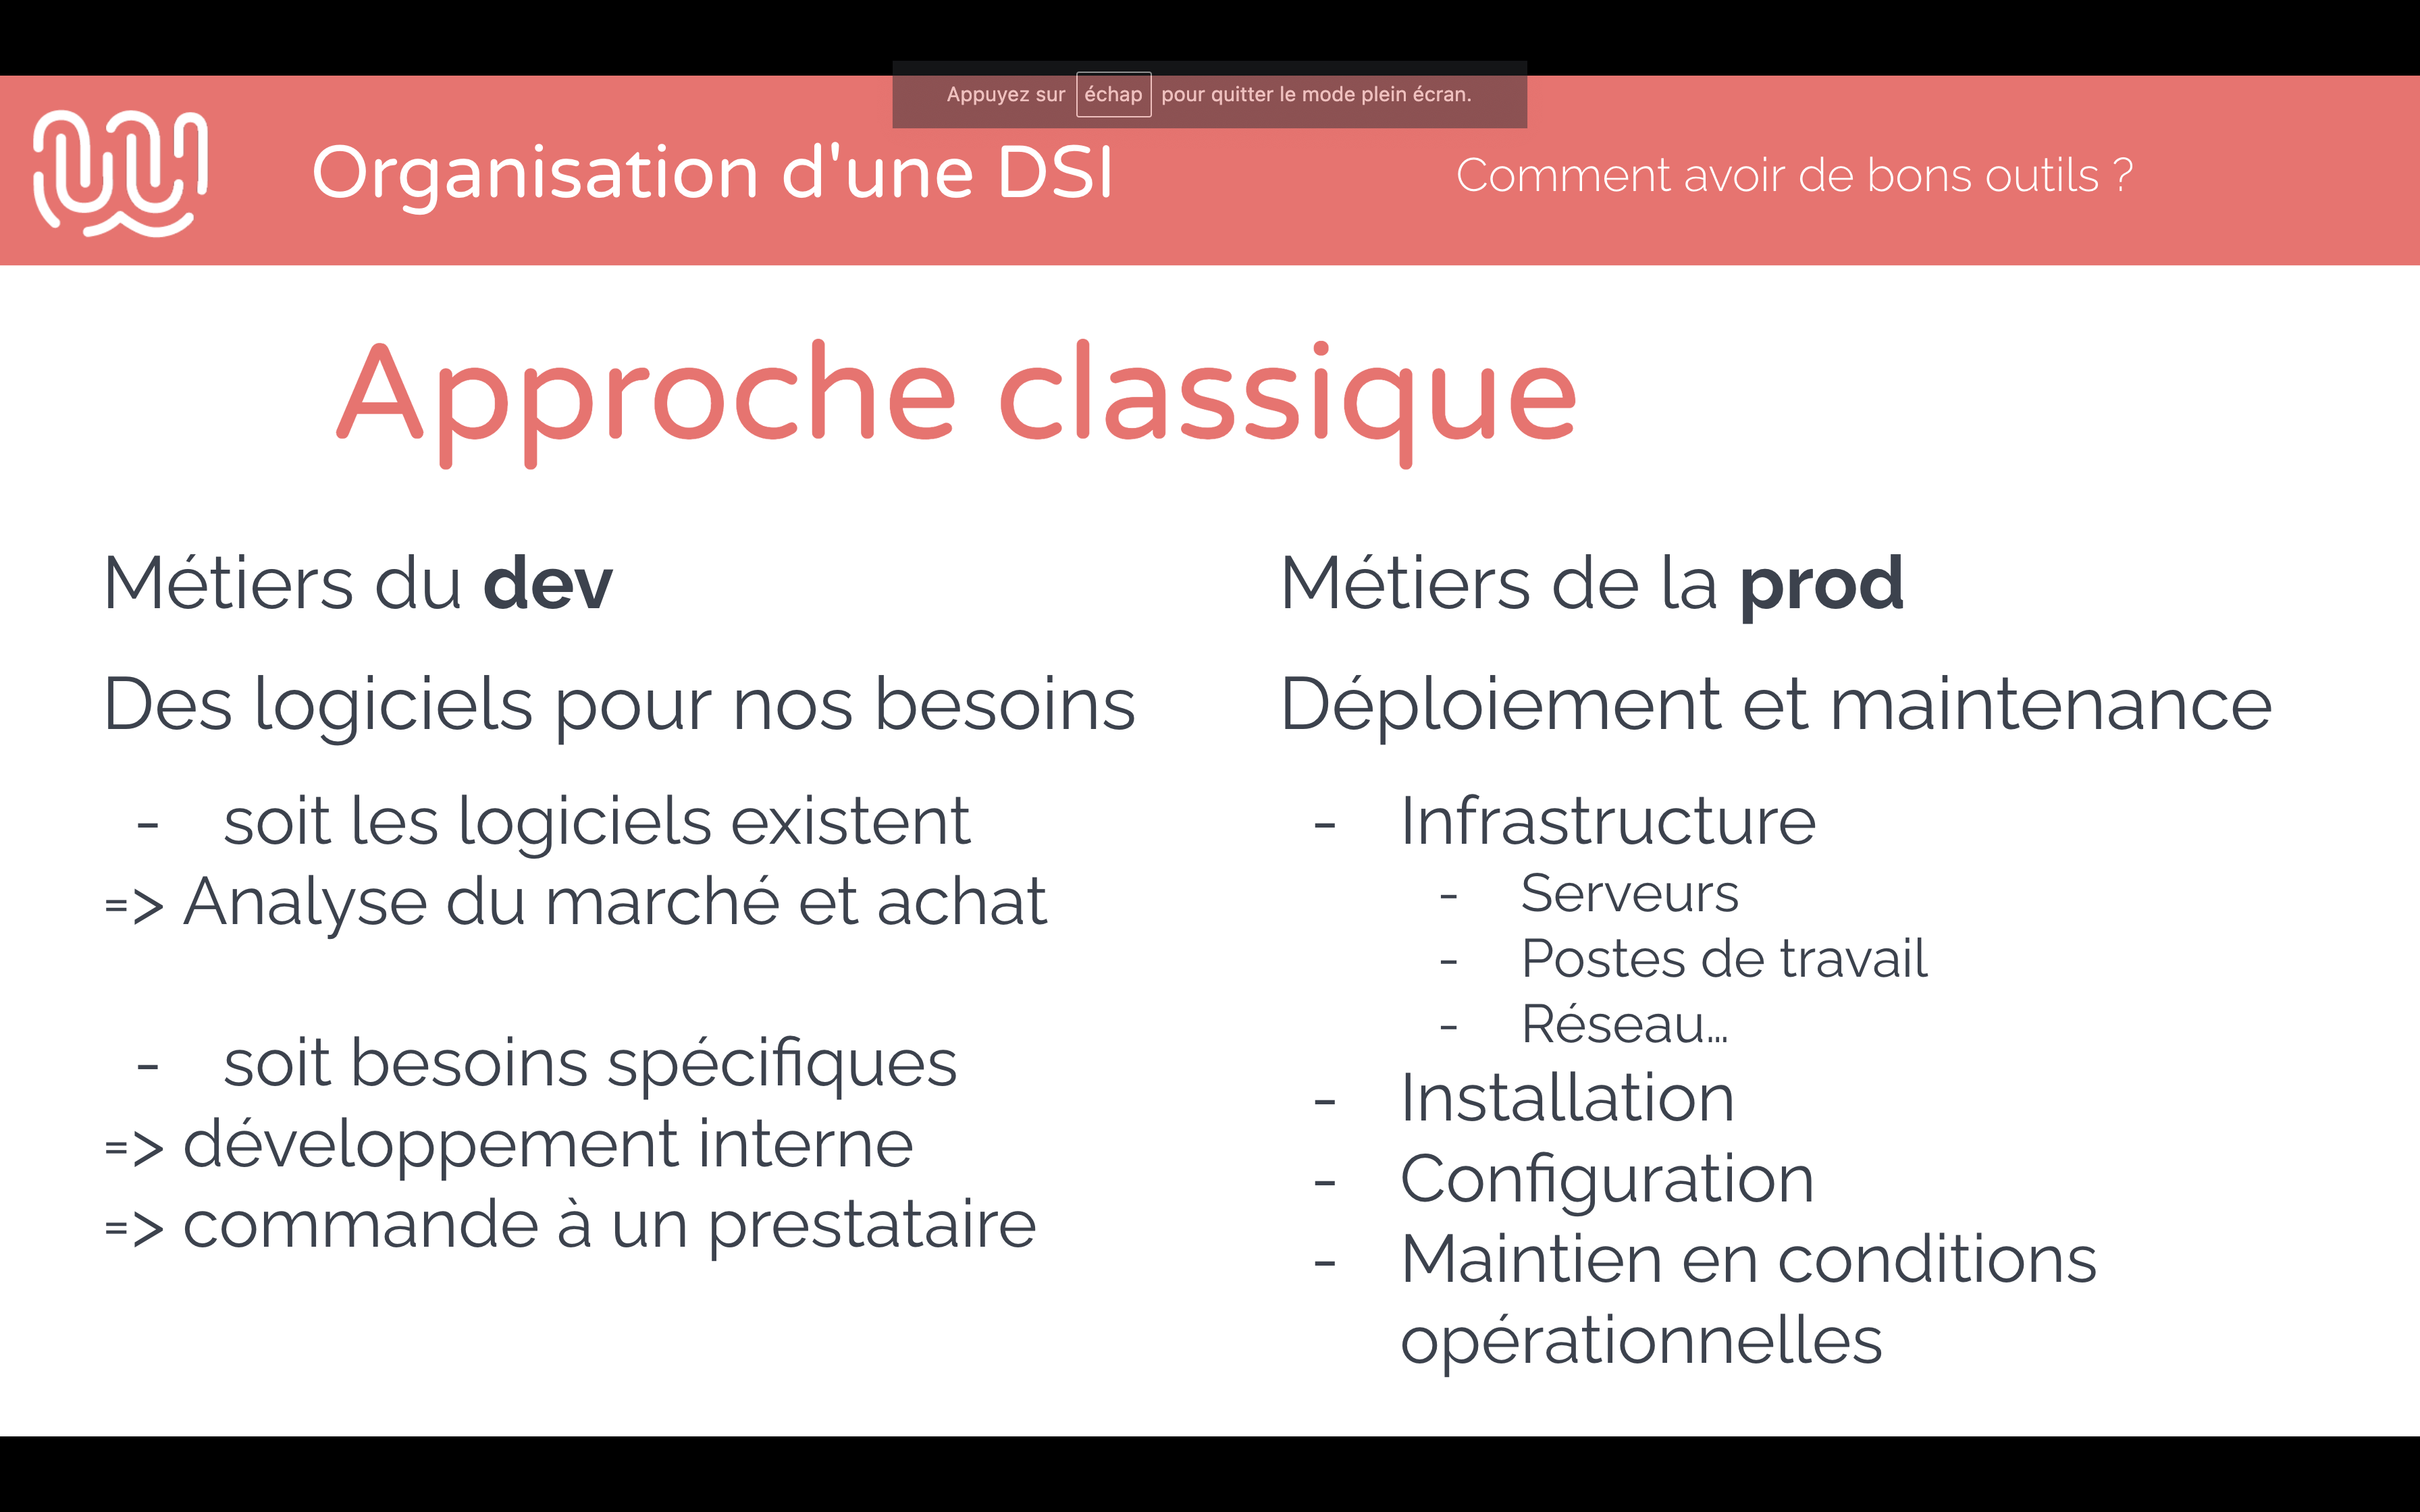 Appuyez sur échap pour quitter le mode plein écran.
Organisation d'une DSI
Comment avoir de bons outils ?
Approche classique
Métiers du dev
Des logiciels pour nos besoins
- soit les logiciels existent
=> Analyse du marché et achat
- soit besoins spécifiques
=> développement interne
=> commande à un prestataire
Métiers de la prod
Déploiement et maintenance
- Infrastructure
- Serveurs
- Postes de travail
- Réseau...
- Installation
- Configuration
- Maintien en conditions
opérationnelles